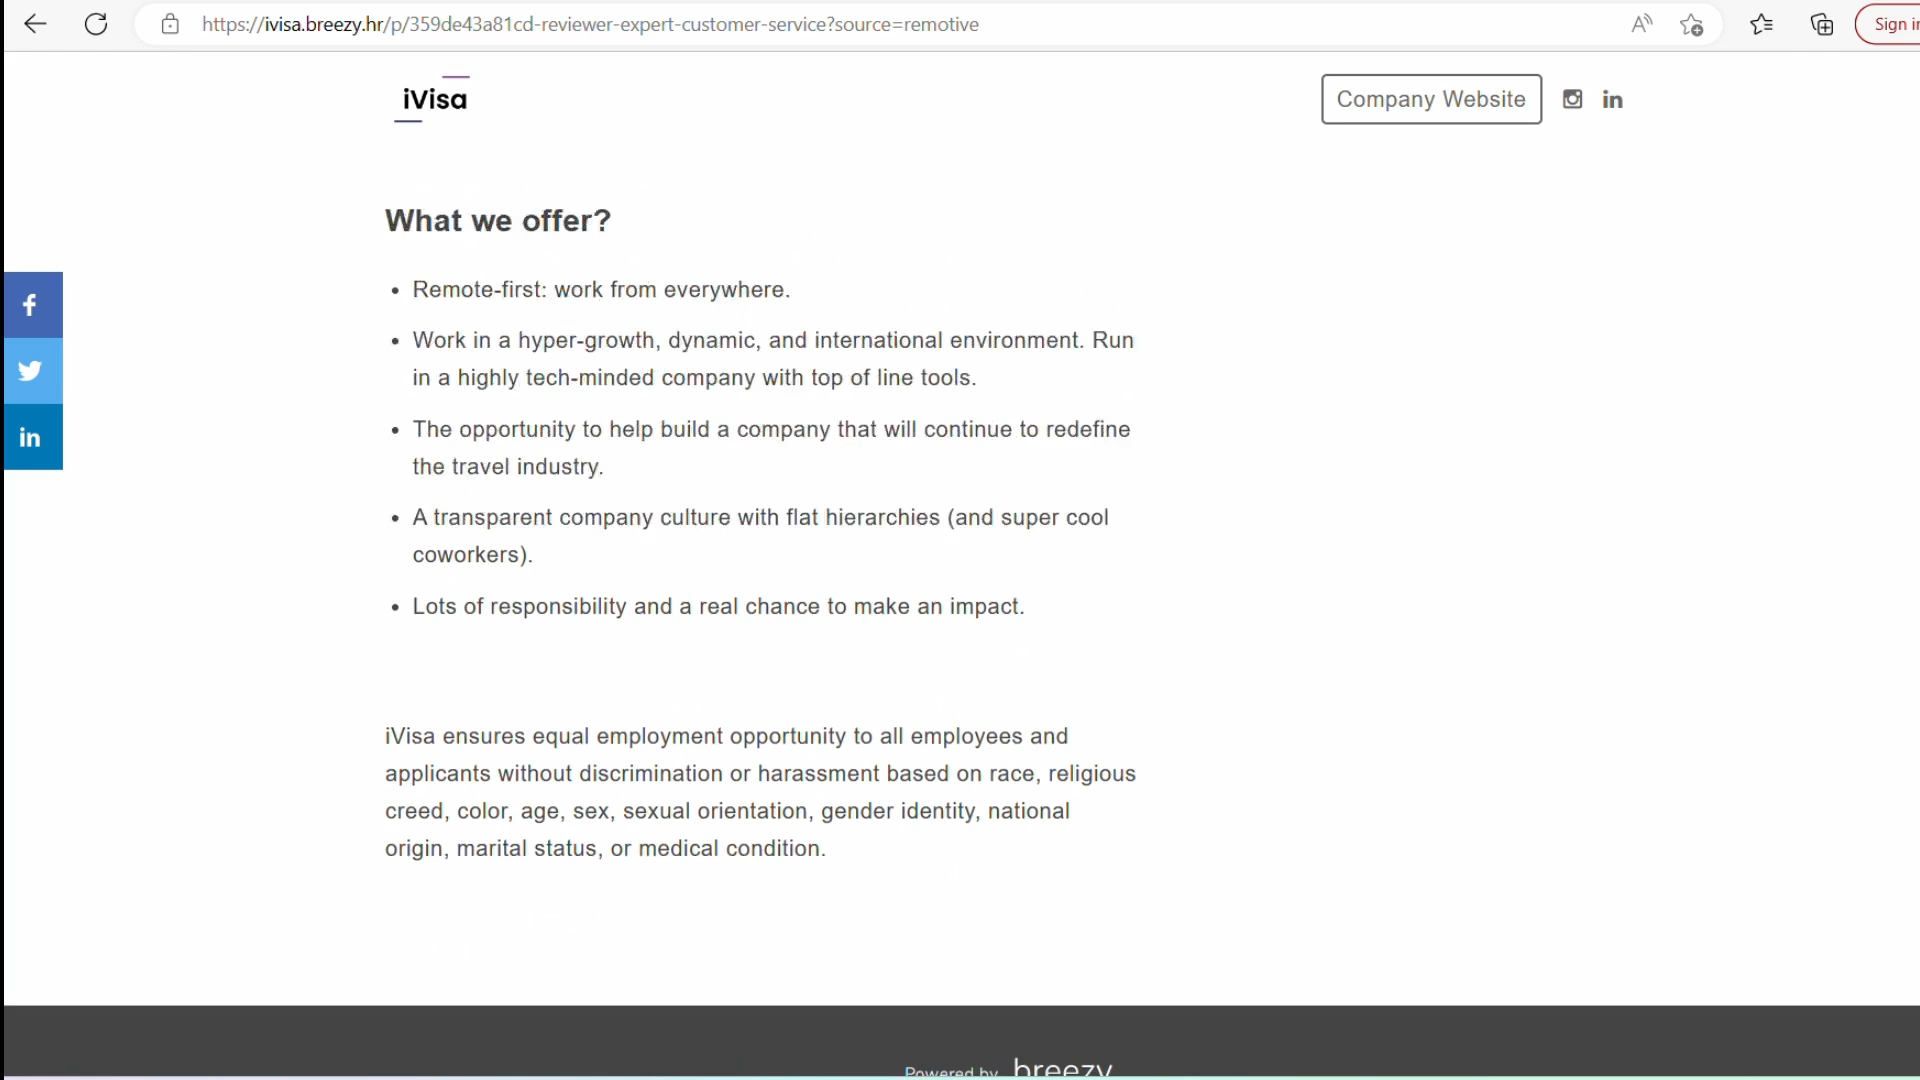 https://ivisa.breezy.hr/p/359de43a81cd-reviewer-expert-customer-service?source=remotive
Sign in
iVisa
Company Website
What we offer?
• Remote-first: work from everywhere.
• Work in a hyper-growth, dynamic, and international environment. Run
in a highly tech-minded company with top of line tools.
• The opportunity to help build a company that will continue to redefine
the travel industry.
• A transparent company culture with flat hierarchies (and super cool
coworkers).
• Lots of responsibility and a real chance to make an impact.
iVisa ensures equal employment opportunity to all employees and
applicants without discrimination or harassment based on race, religious
creed, color, age, sex, sexual orientation, gender identity, national
origin, marital status, or medical condition.
Powered by breezy